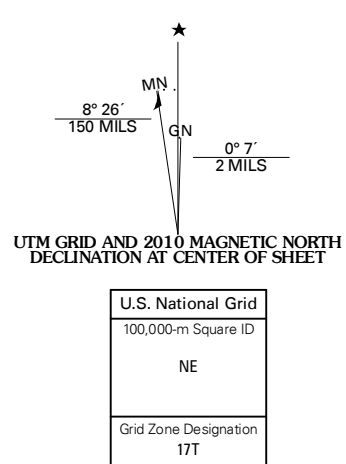 ★
MN
8° 26´
150 MILS
GN
0° 7´
2 MILS
UTM GRID AND 2010 MAGNETIC NORTH
DECLINATION AT CENTER OF SHEET
U.S. National Grid
100,000-m Square ID
NE
Grid Zone Designation
17T